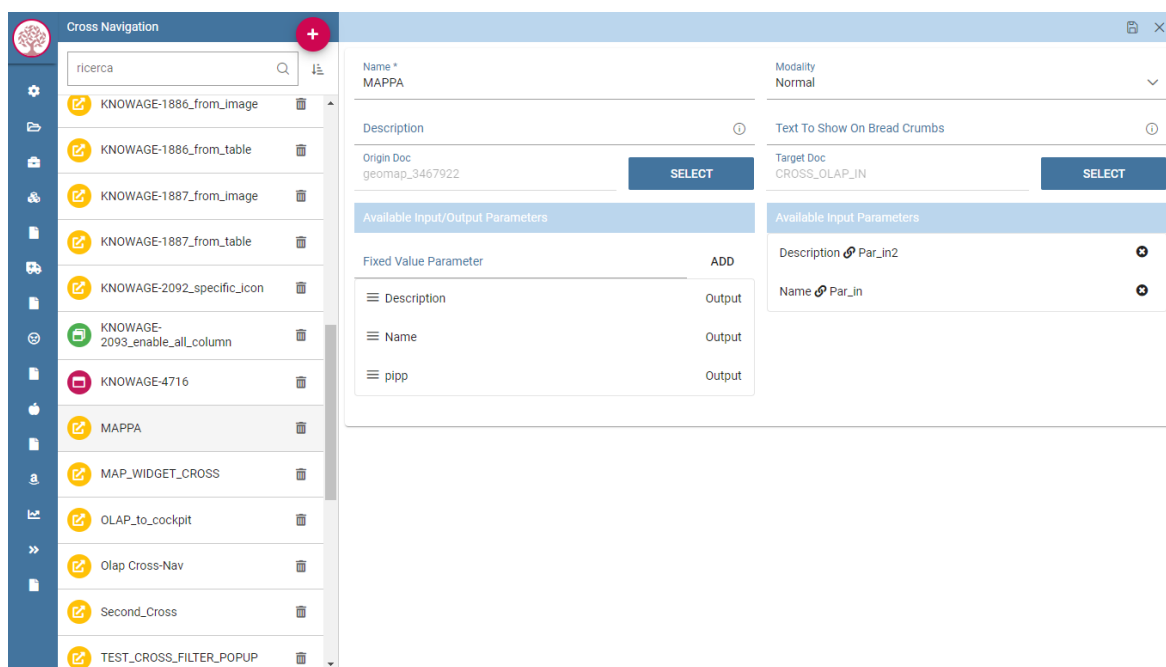 Cross Navigation
+
ricerca
KNOWAGE-1886_from_image
KNOWAGE-1886_from_table
KNOWAGE-1887_from_image
KNOWAGE-1887_from_table
KNOWAGE-2092_specific_icon
KNOWAGE-
2093_enable_all_column
KNOWAGE-4716
MAPPA
MAP_WIDGET_CROSS
OLAP_to_cockpit
Olap Cross-Nav
Second_Cross
TEST_CROSS_FILTER_POPUP
Name *
MAPPA
Modality
Normal
Description
Text To Show On Bread Crumbs
Origin Doc
geomap_3467922
SELECT
Target Doc
CROSS_OLAP_IN
SELECT
Available Input/Output Parameters
Available Input Parameters
Fixed Value Parameter
ADD
Description Output
Name Output
pipp Output
Description Par_in2
Name Par_in